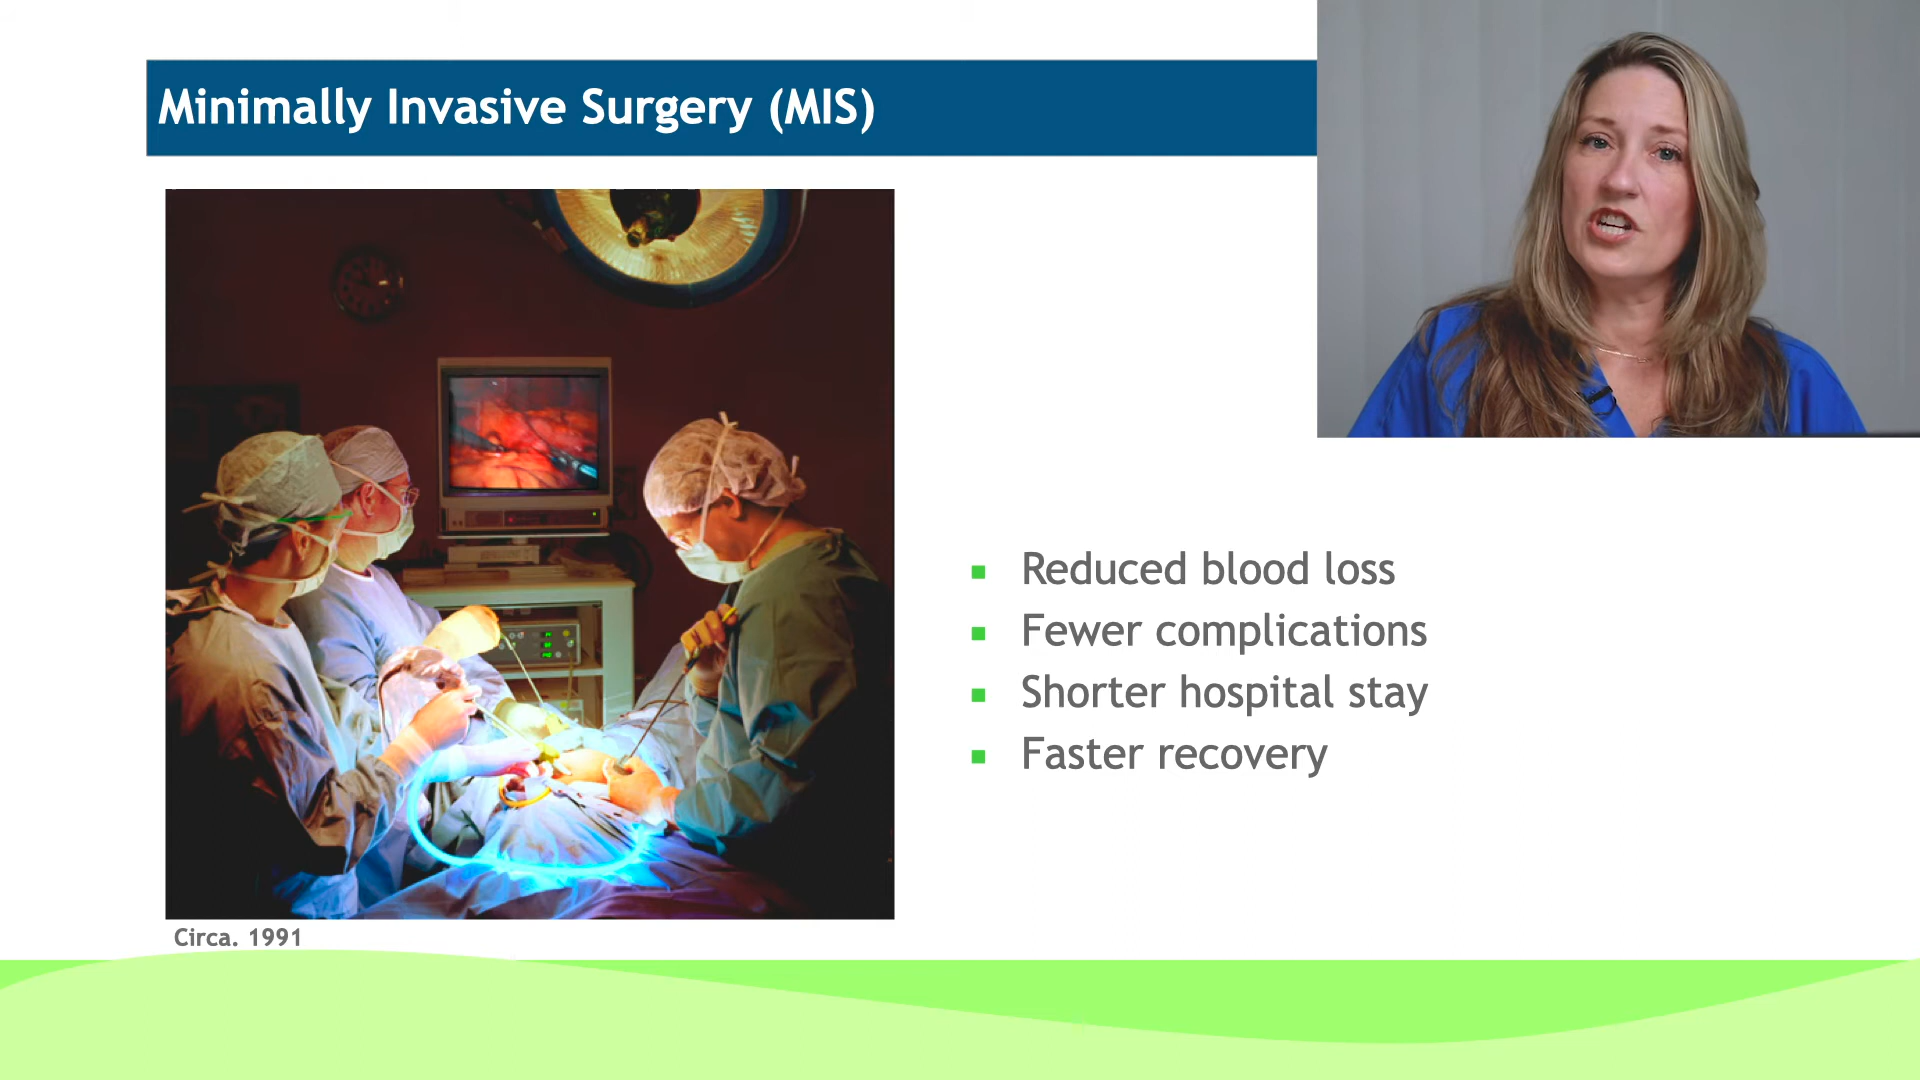 Minimally Invasive Surgery (MIS)
Reduced blood loss
Fewer complications
Shorter hospital stay
Faster recovery
Circa. 1991